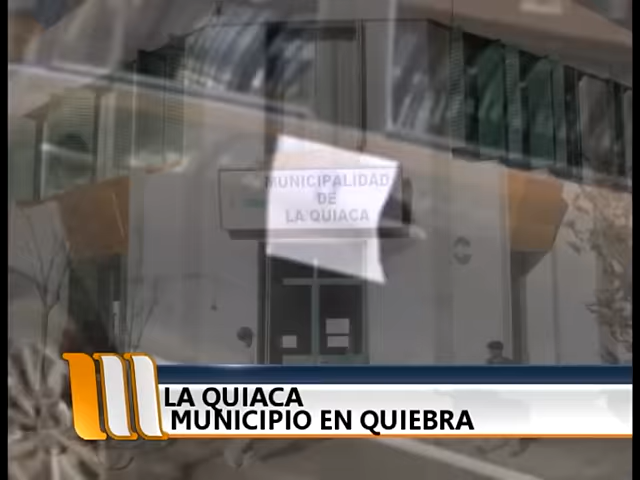 MUNICIPALIDAD
DE
LA QUIACA
LA QUIACA
MUNICIPIO EN QUIEBRA